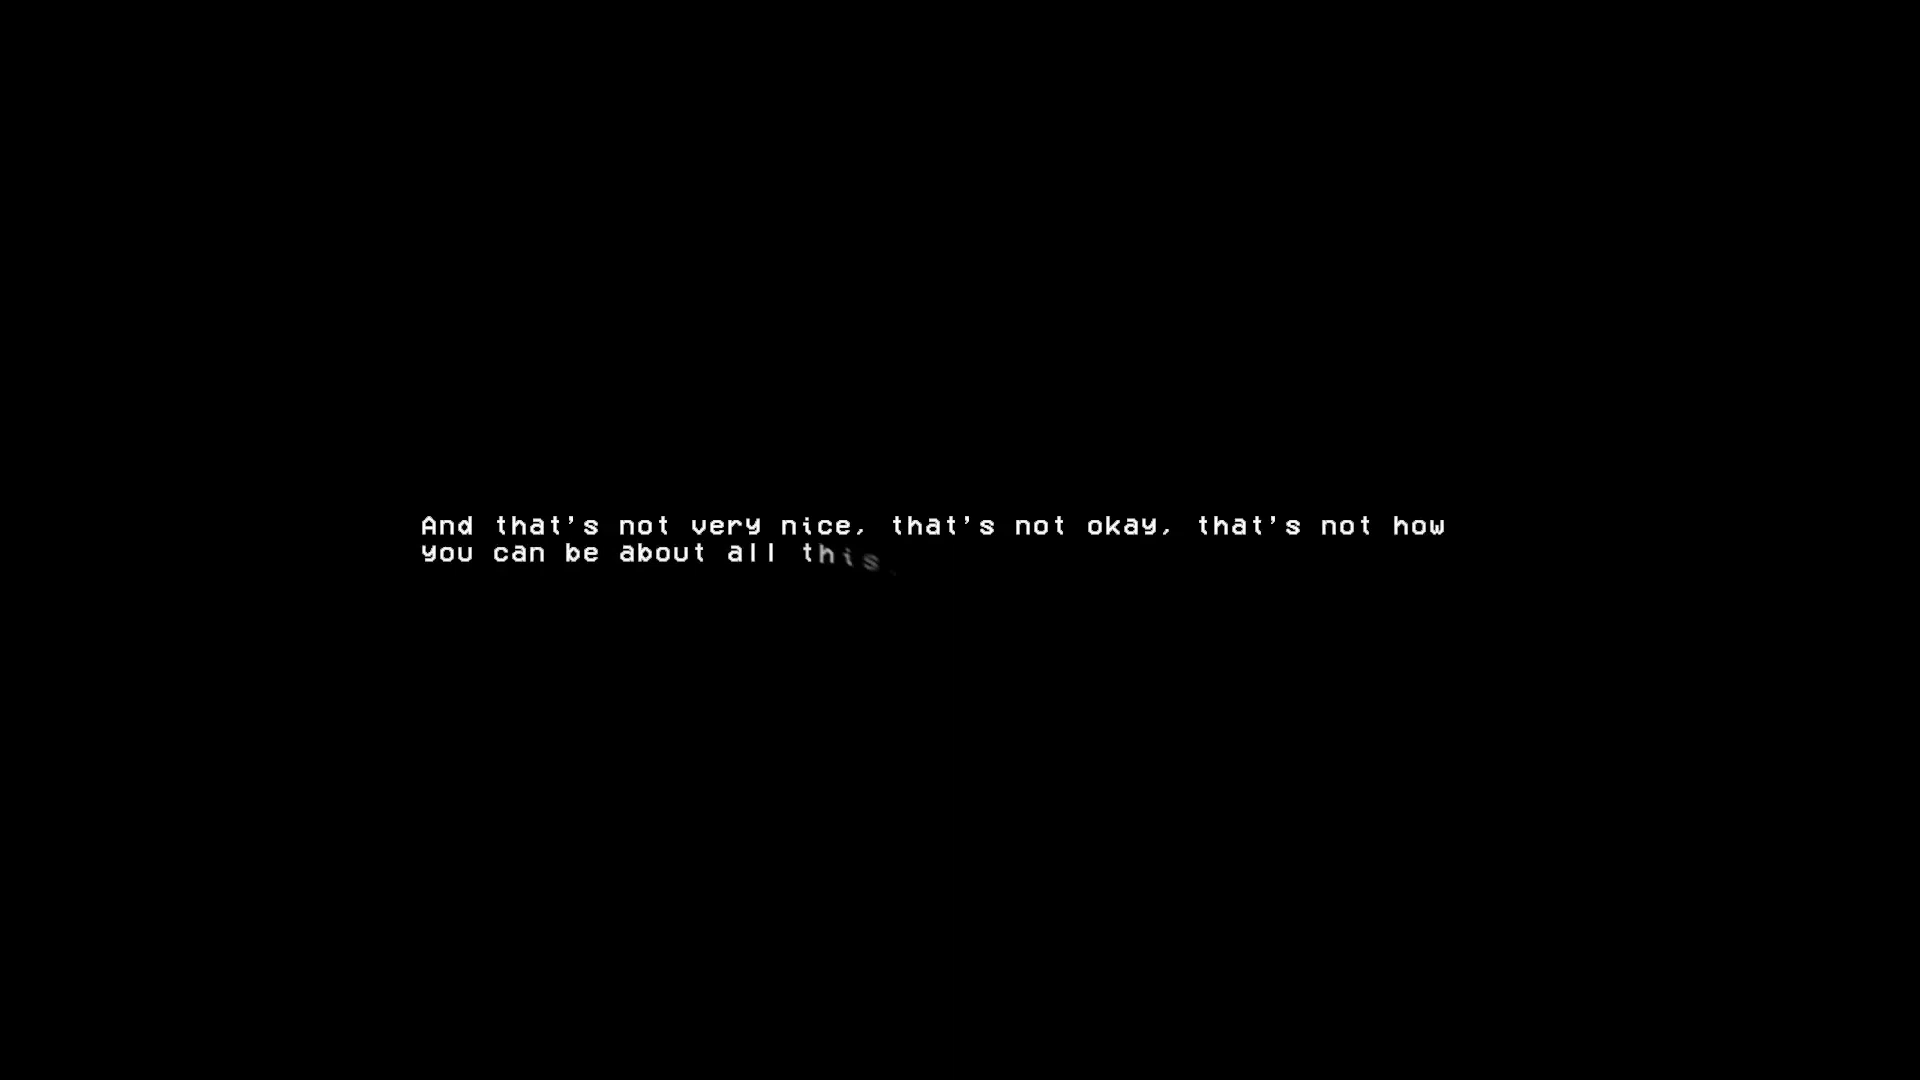 And that's not very nice, that's not okay, that's not how
you can be about all this.